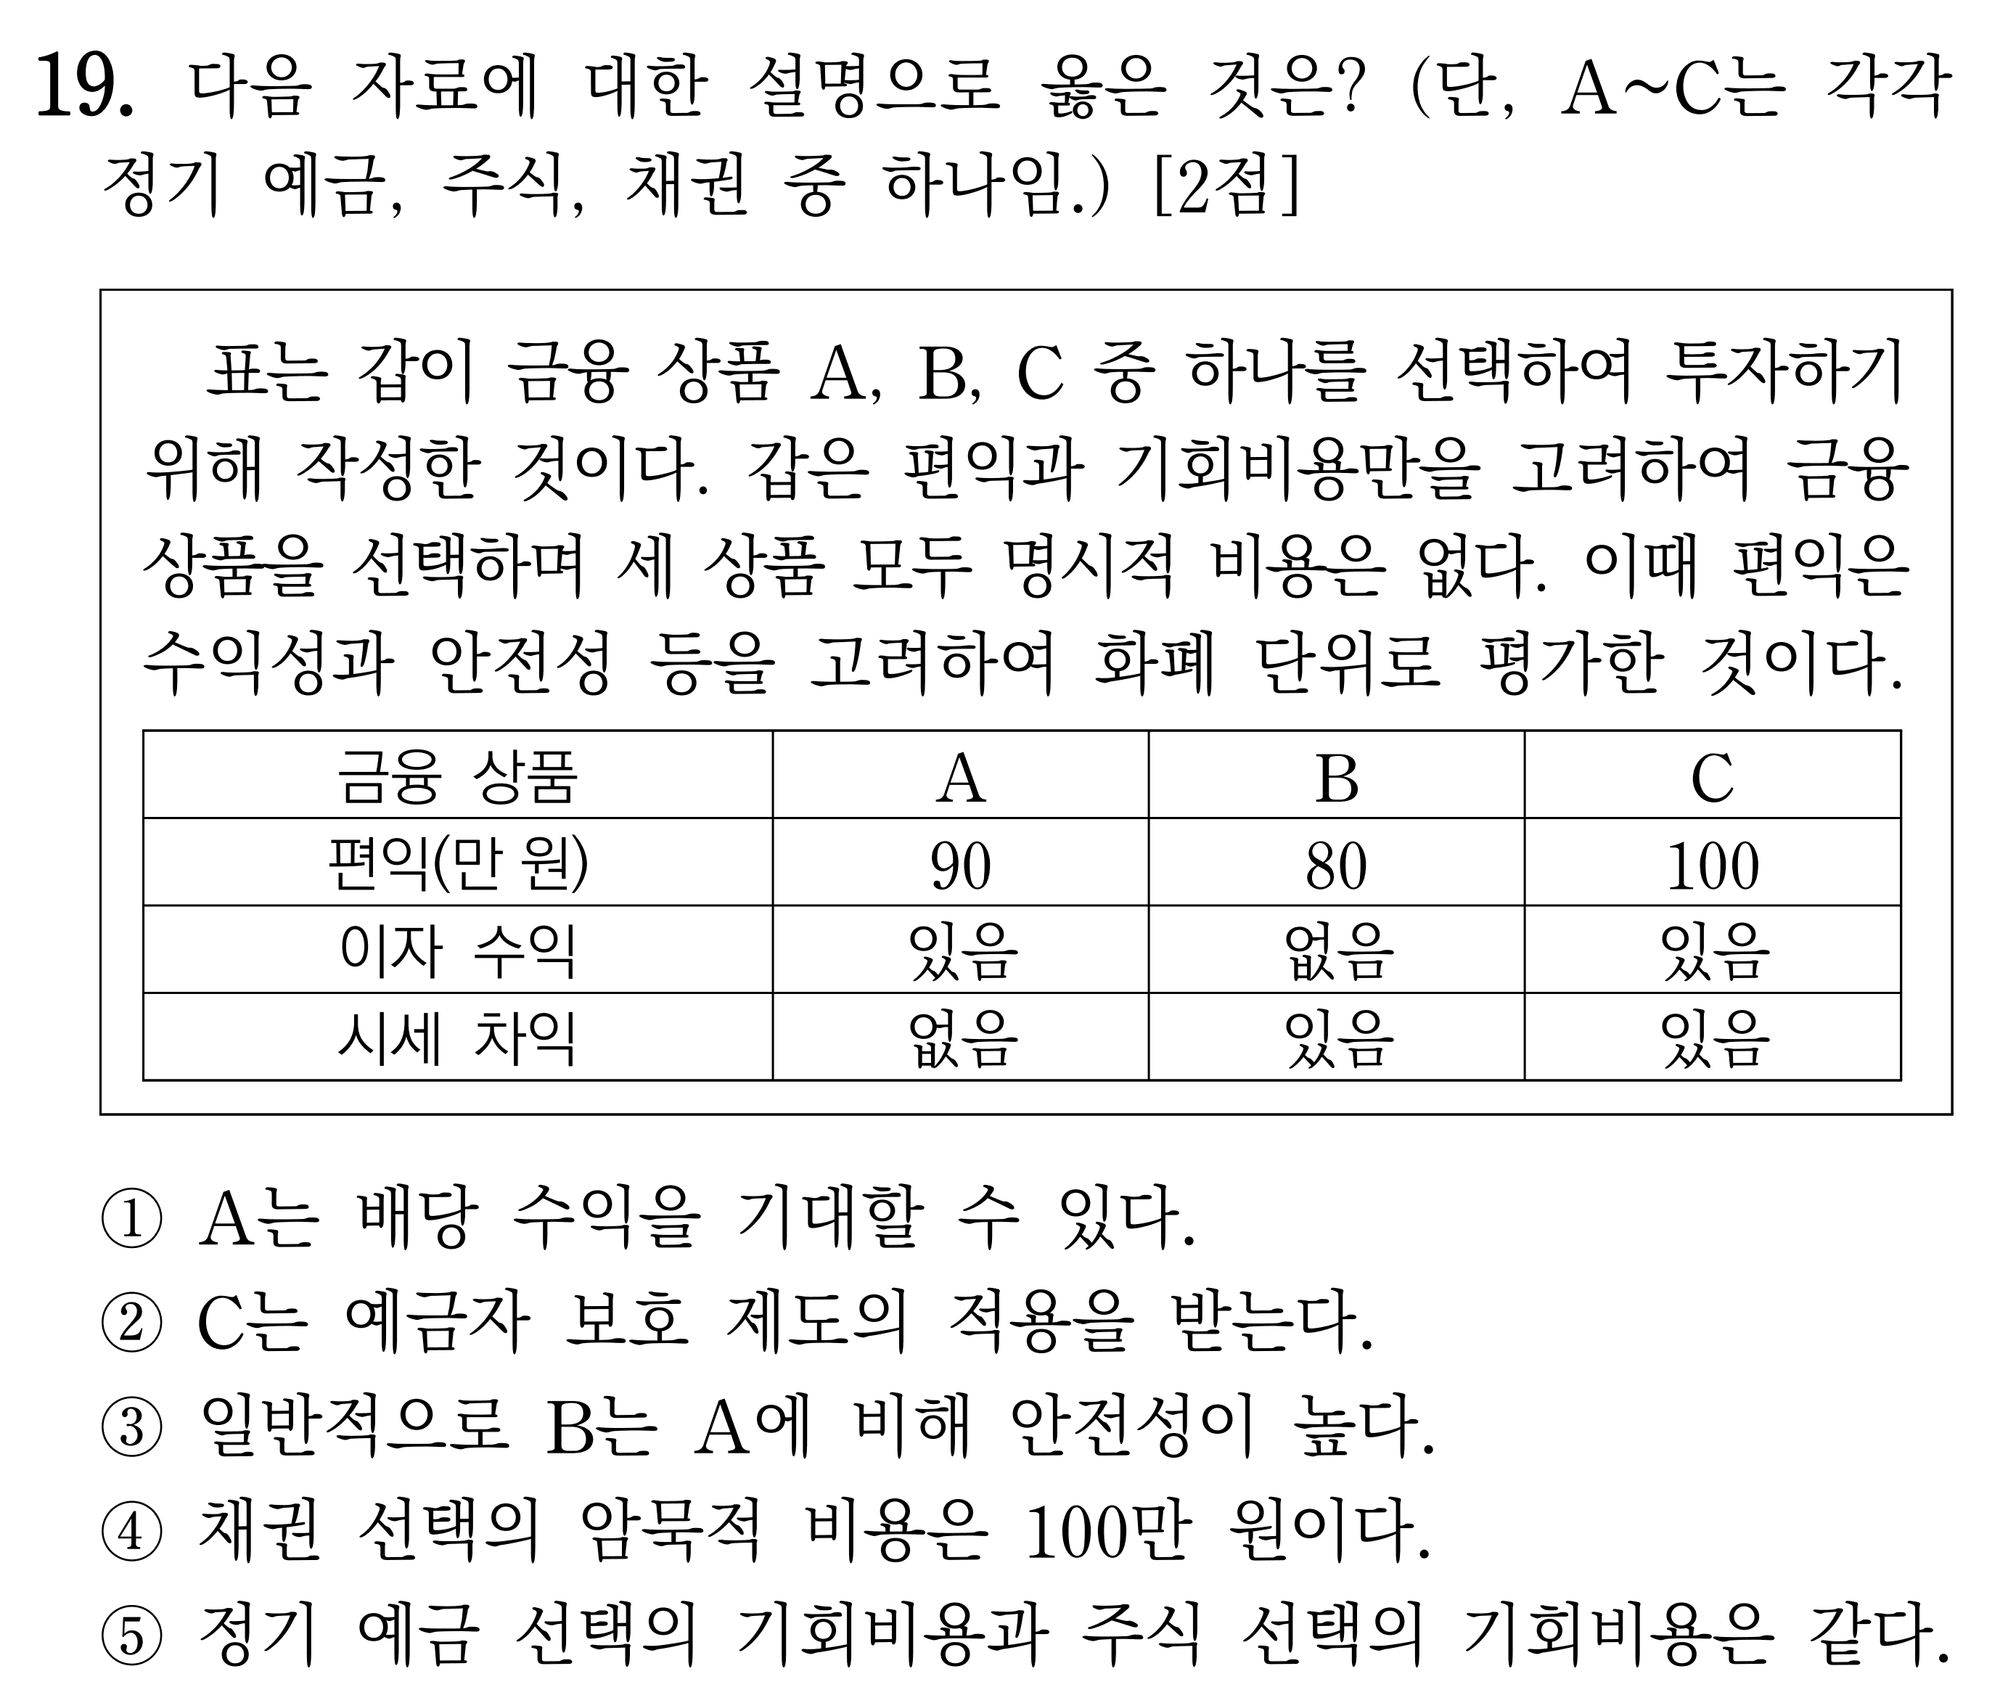 19. 다음 자료에 대한 설명으로 옳은 것은? (단, A~C는 각각
정기 예금, 주식, 채권 중 하나임.) [2점]
표는 갑이 금융 상품 A, B, C 중 하나를 선택하여 투자하기
위해 작성한 것이다. 갑은 편익과 기회비용만을 고려하여 금융
상품을 선택하며 세 상품 모두 명시적 비용은 없다. 이때 편익은
수익성과 안전성 등을 고려하여 화폐 단위로 평가한 것이다.
금융 상품 A B C
편익(만 원) 90 80 100
이자 수익 있음 없음 있음
시세 차익 없음 있음 있음
① A는 배당 수익을 기대할 수 있다.
② C는 예금자 보호 제도의 적용을 받는다.
③ 일반적으로 B는 A에 비해 안전성이 높다.
④ 채권 선택의 암묵적 비용은 100만 원이다.
⑤ 정기 예금 선택의 기회비용과 주식 선택의 기회비용은 같다.